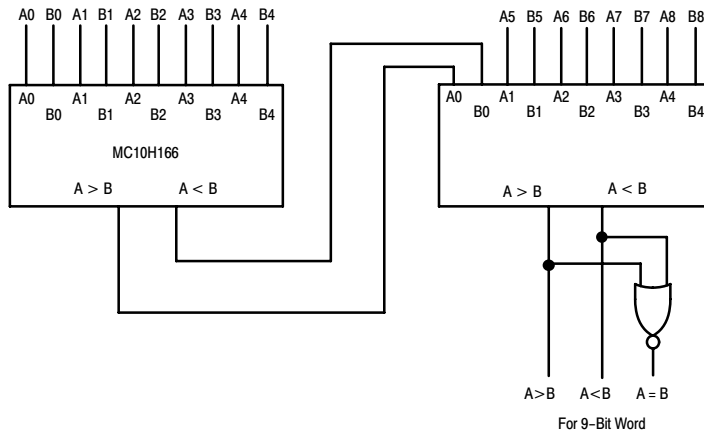 A0 B0 A1 B1 A2 B2 A3 B3 A4 B4
A5 B5 A6 B6 A7 B7 A8 B8
A0 A1 A2 A3 A4
B0 B1 B2 B3 B4
MC10H166
A > B A < B
A0 A1 A2 A3 A4
B0 B1 B2 B3 B4
A > B A < B
A>B A<B A = B
For 9-Bit Word